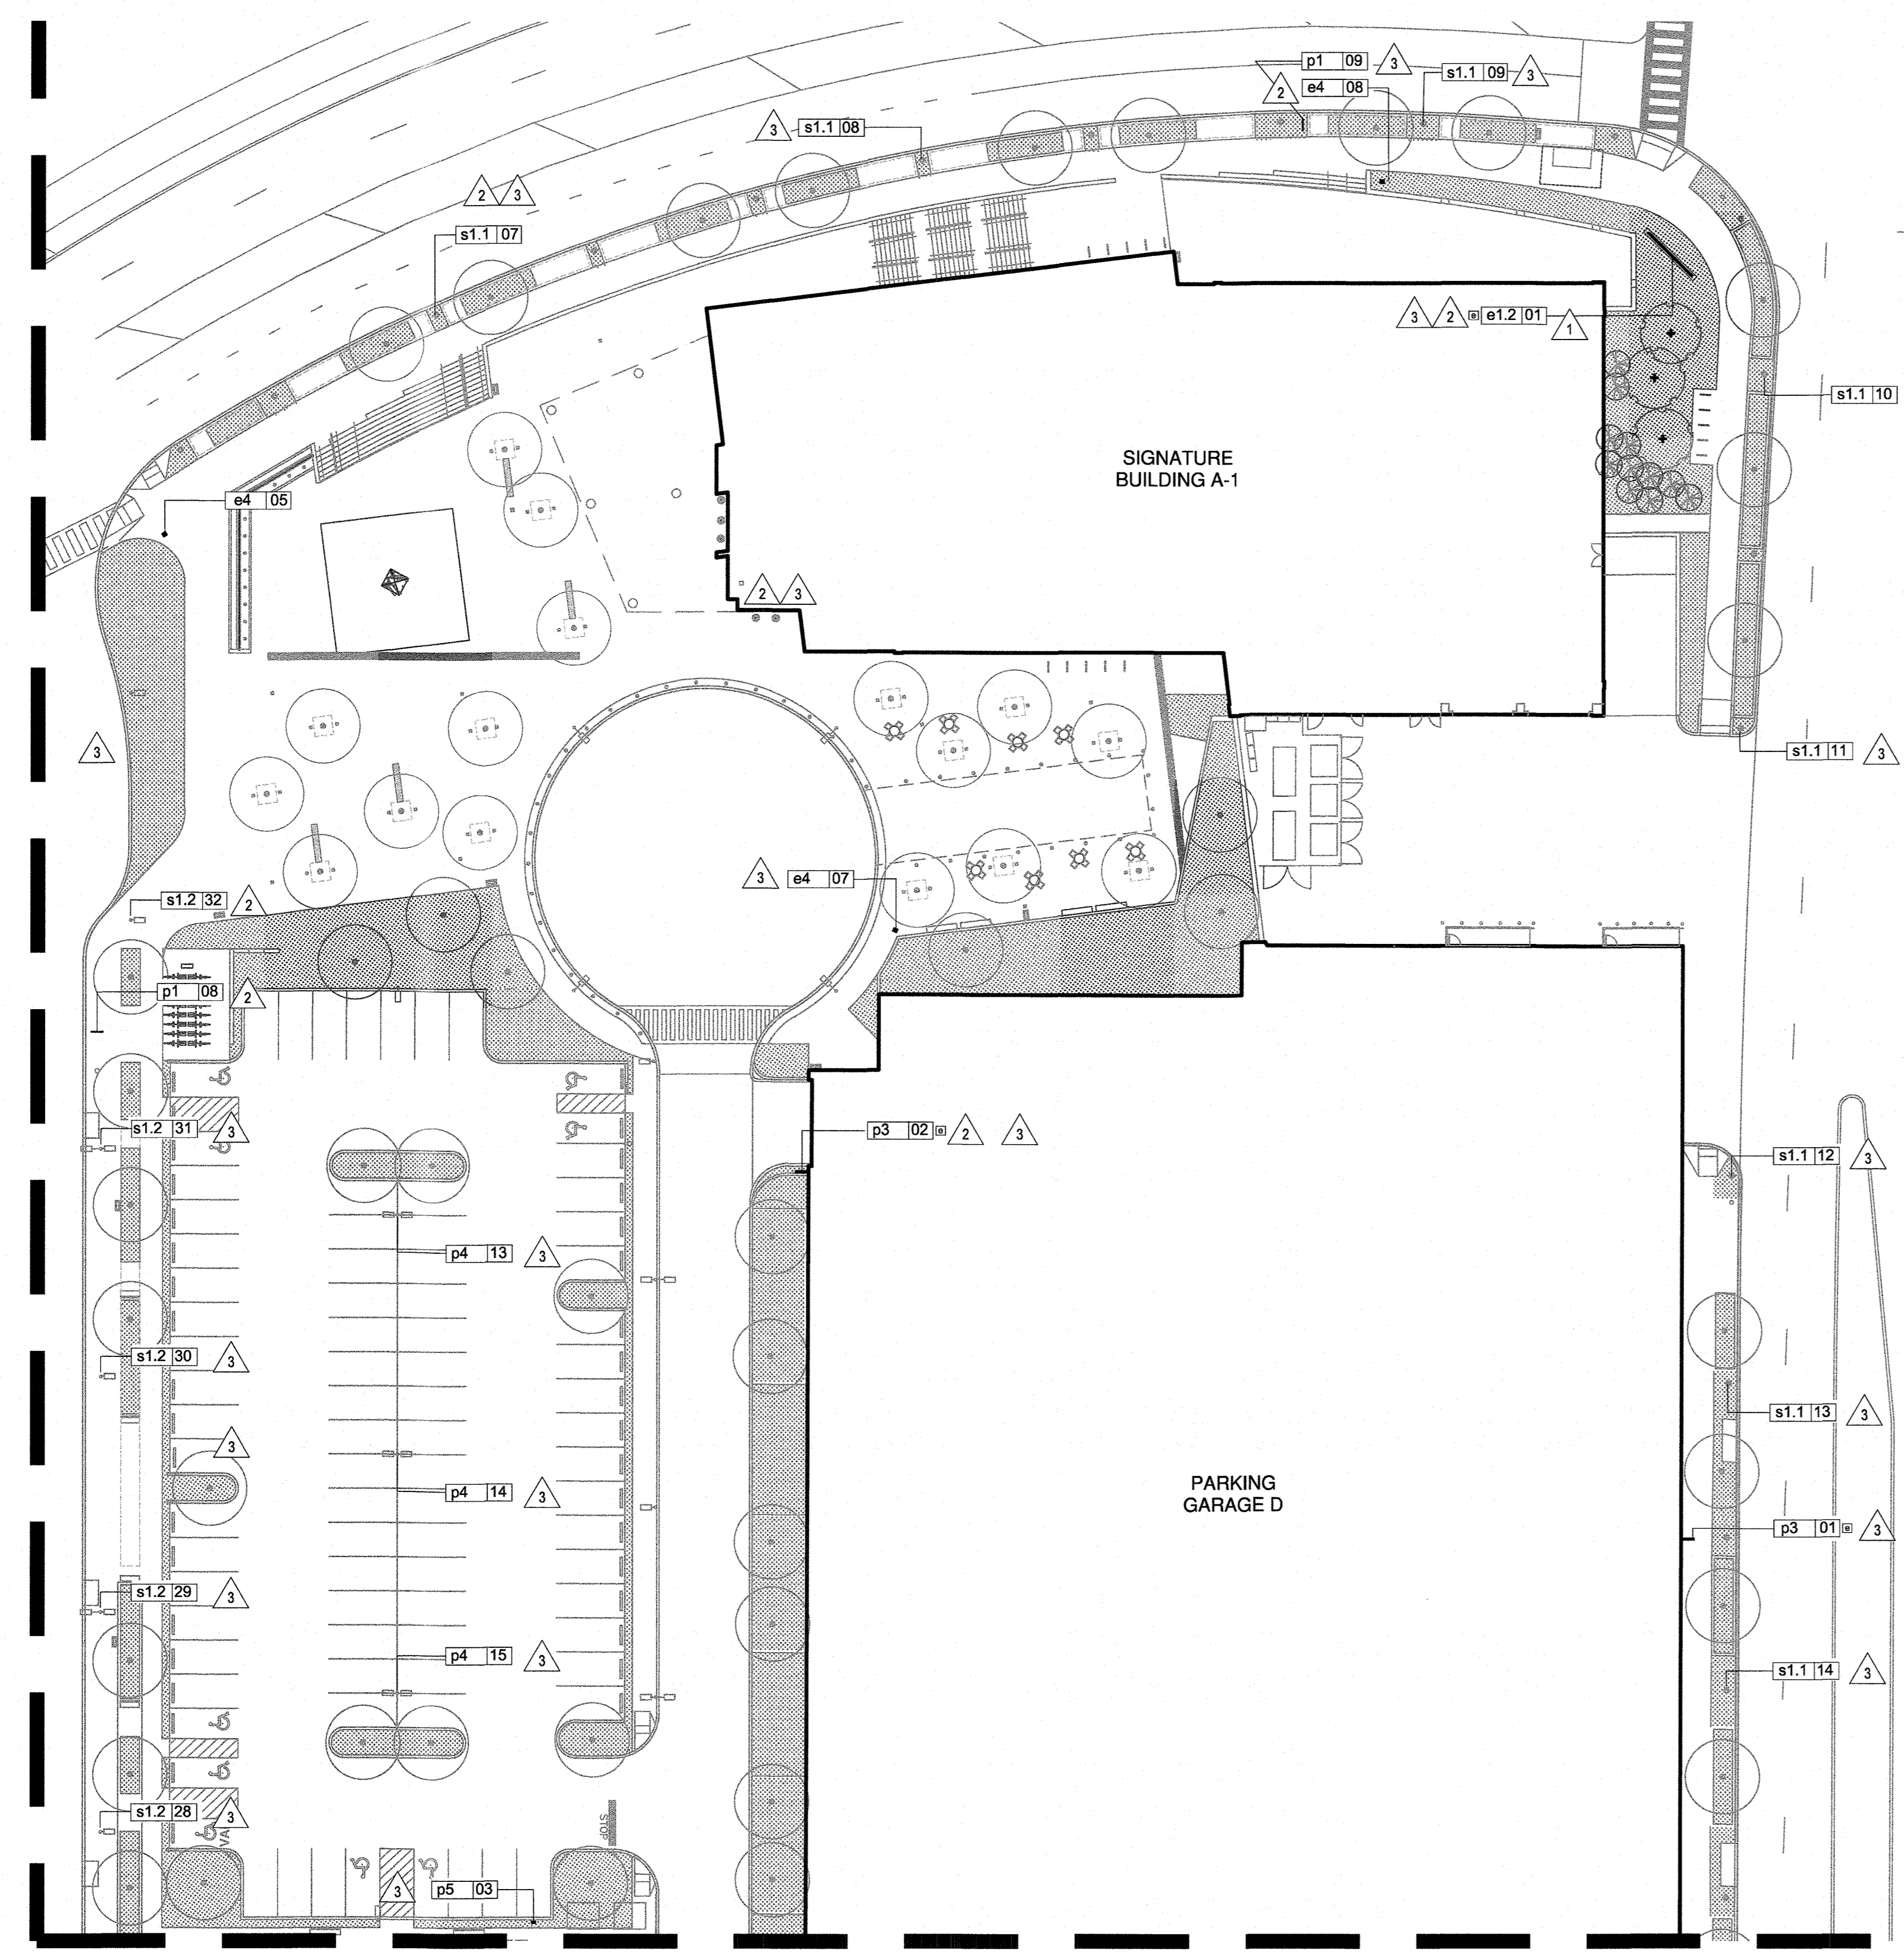 p1 09 3
s1.1 09 3
2
e4 08
3 s1.1 08
2 3
s1.1 07
3 2 e1.2 01 1
s1.1 10
SIGNATURE
BUILDING A-1
e4 05
2 3
3
s1.1 11 3
3 e4 07
s1.2 32 2
p1 08 2
s1.2 31 3
p3 02 2 3
s1.1 12 3
p4 13 3
s1.2 30 3
s1.1 13 3
3
p4 14 3
PARKING
GARAGE D
p3 01 3
s1.2 29 3
p4 15 3
s1.1 14 3
s1.2 28 3
VA
STOP
3 p5 03